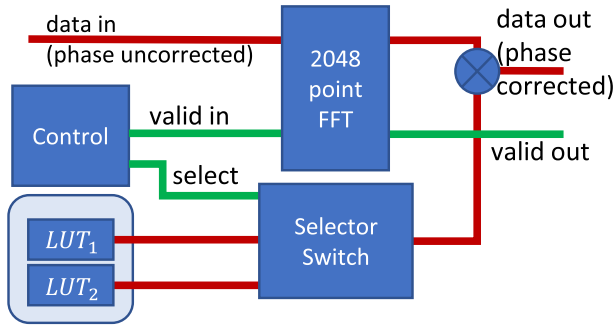 data in
(phase uncorrected)
2048
point
FFT
data out
(phase
corrected)
Control
valid in
valid out
select
LUT₁
LUT₂
Selector
Switch